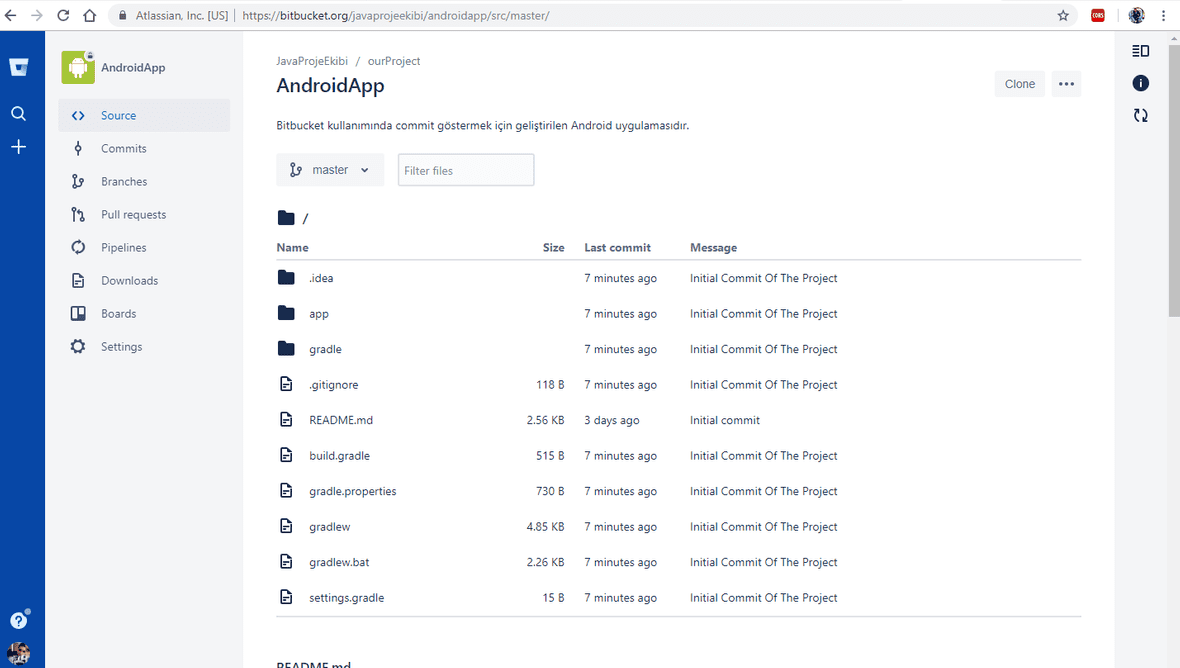 Atlassian, Inc. [US] | https://bitbucket.org/javaprojeekibi/androidapp/src/master/
CORS
AndroidApp
Source
Commits
Branches
Pull requests
Pipelines
Downloads
Boards
Settings
JavaProjeEkibi / ourProject
AndroidApp
Clone
Bitbucket kullanımında commit göstermek için geliştirilen Android uygulamasıdır.
master
Filter files
/
Name Size Last commit Message
.idea 7 minutes ago Initial Commit Of The Project
app 7 minutes ago Initial Commit Of The Project
gradle 7 minutes ago Initial Commit Of The Project
.gitignore 118 B 7 minutes ago Initial Commit Of The Project
README.md 2.56 KB 3 days ago Initial commit
build.gradle 515 B 7 minutes ago Initial Commit Of The Project
gradle.properties 730 B 7 minutes ago Initial Commit Of The Project
gradlew 4.85 KB 7 minutes ago Initial Commit Of The Project
gradlew.bat 2.26 KB 7 minutes ago Initial Commit Of The Project
settings.gradle 15 B 7 minutes ago Initial Commit Of The Project
README.md